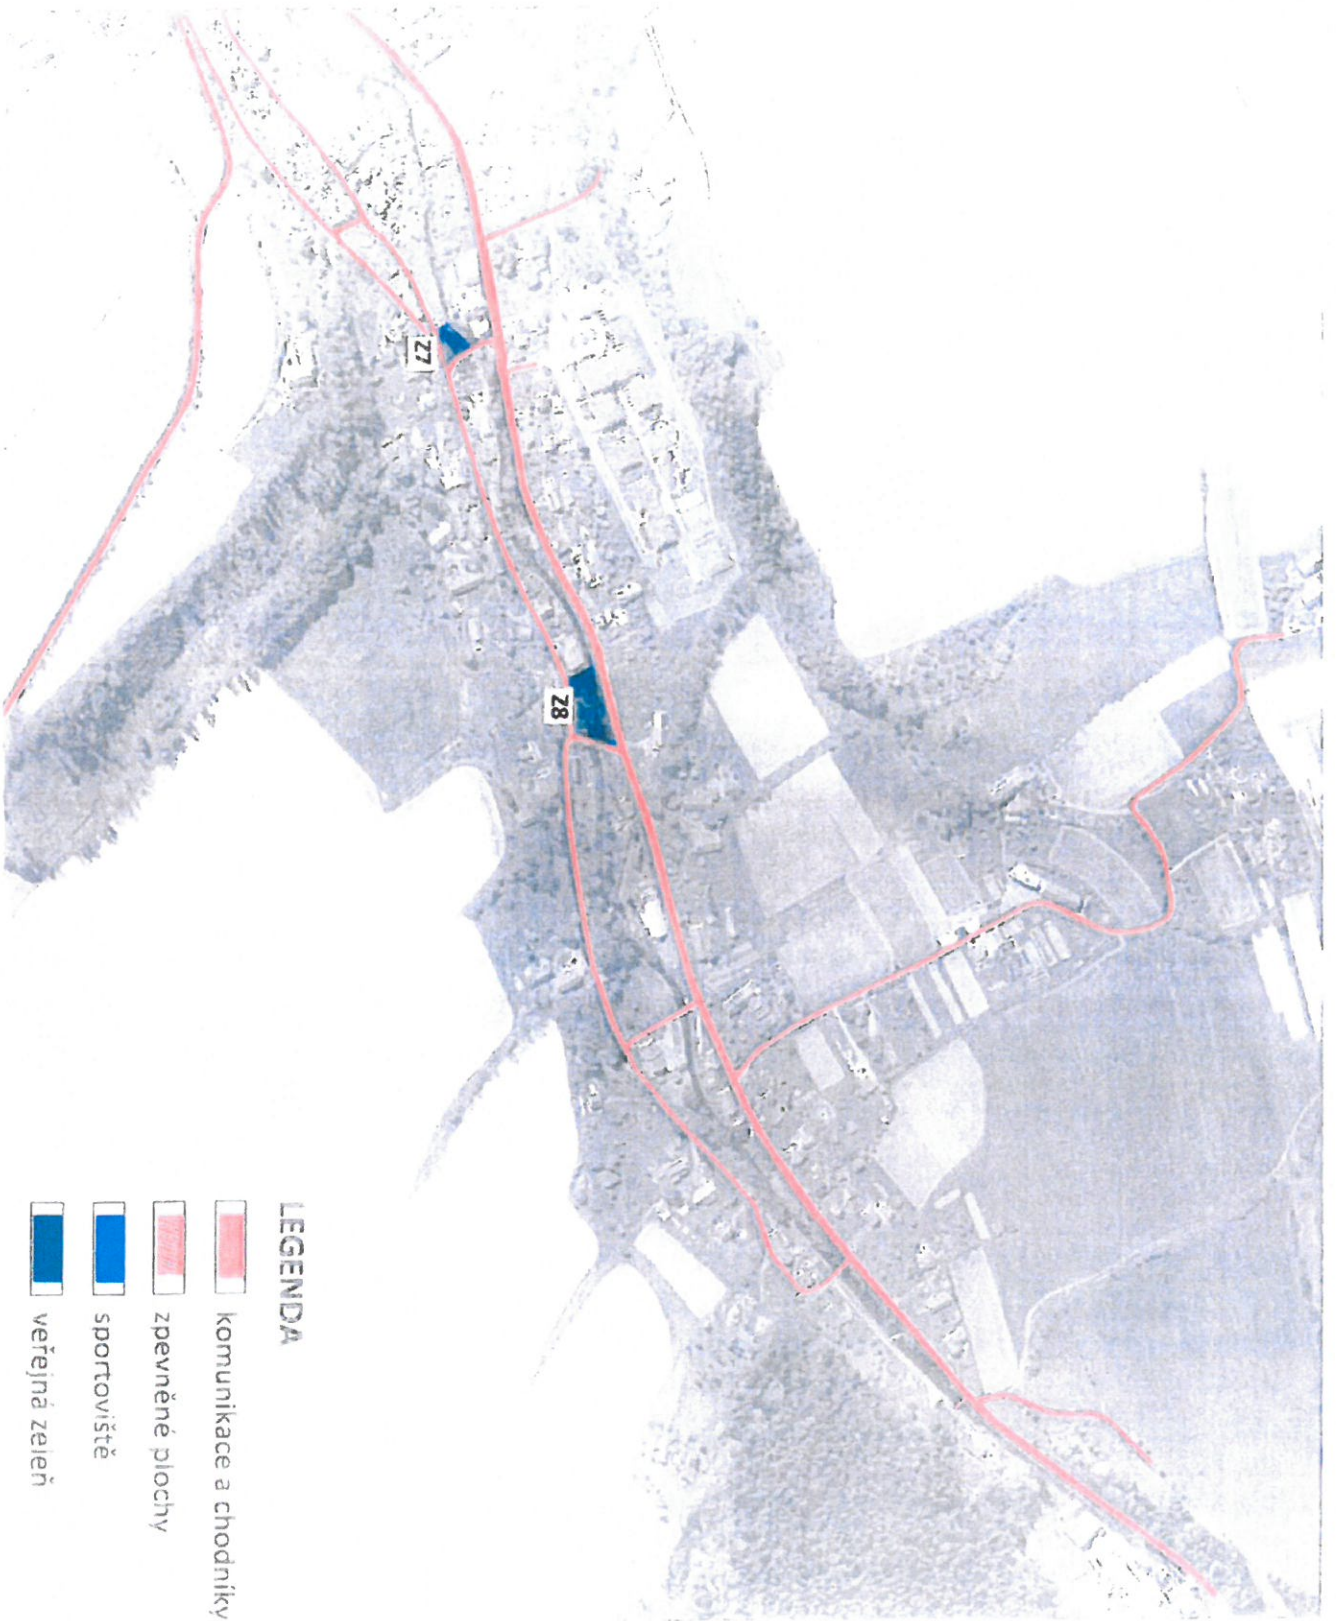 Z7
Z8
LEGENDA
komunikace a chodníky
zpevněné plochy
sportoviště
veřejná zeleň